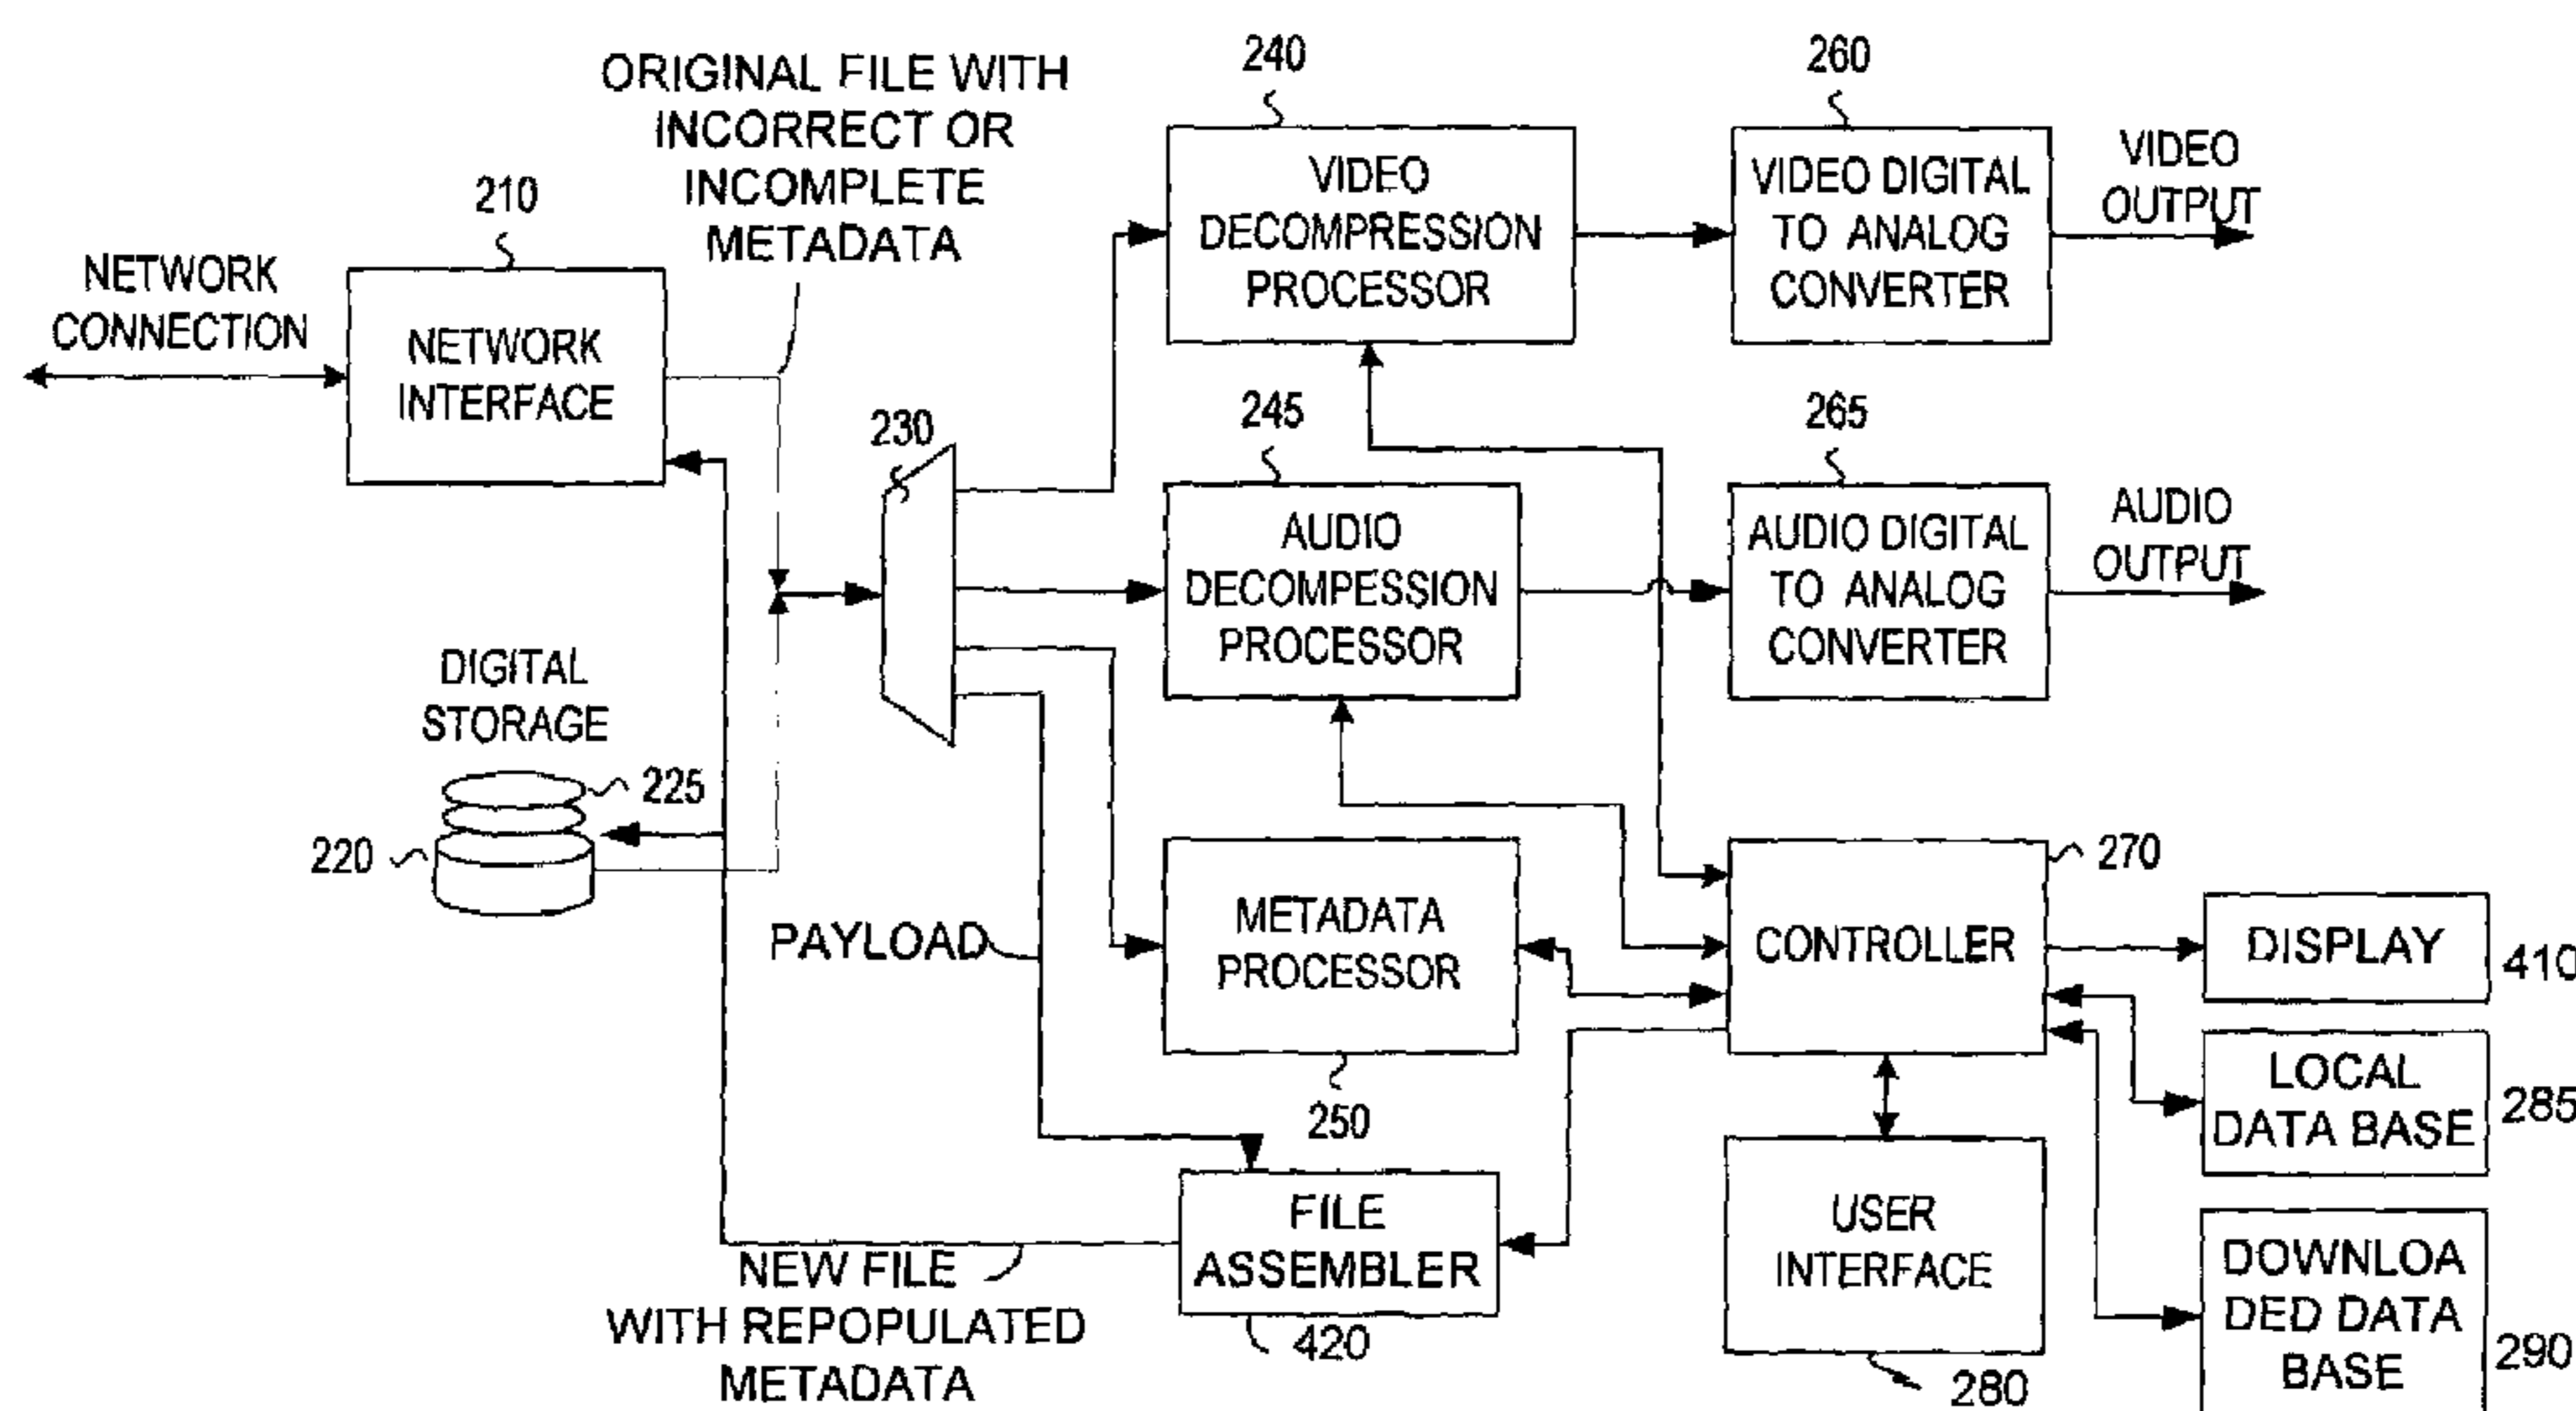 ORIGINAL FILE WITH
INCORRECT OR
INCOMPLETE
METADATA
240
260
210
VIDEO
DECOMPRESSION
PROCESSOR
VIDEO DIGITAL
TO ANALOG
CONVERTER
VIDEO
OUTPUT
NETWORK
CONNECTION
NETWORK
INTERFACE
230
245
265
AUDIO
DECOMPESSION
PROCESSOR
AUDIO DIGITAL
TO ANALOG
CONVERTER
AUDIO
OUTPUT
DIGITAL
STORAGE
225
220
PAYLOAD
METADATA
PROCESSOR
250
CONTROLLER
270
DISPLAY
410
LOCAL
DATA BASE
285
FILE
ASSEMBLER
420
USER
INTERFACE
280
DOWNLOA
DED DATA
BASE
290
NEW FILE
WITH REPOPULATED
METADATA